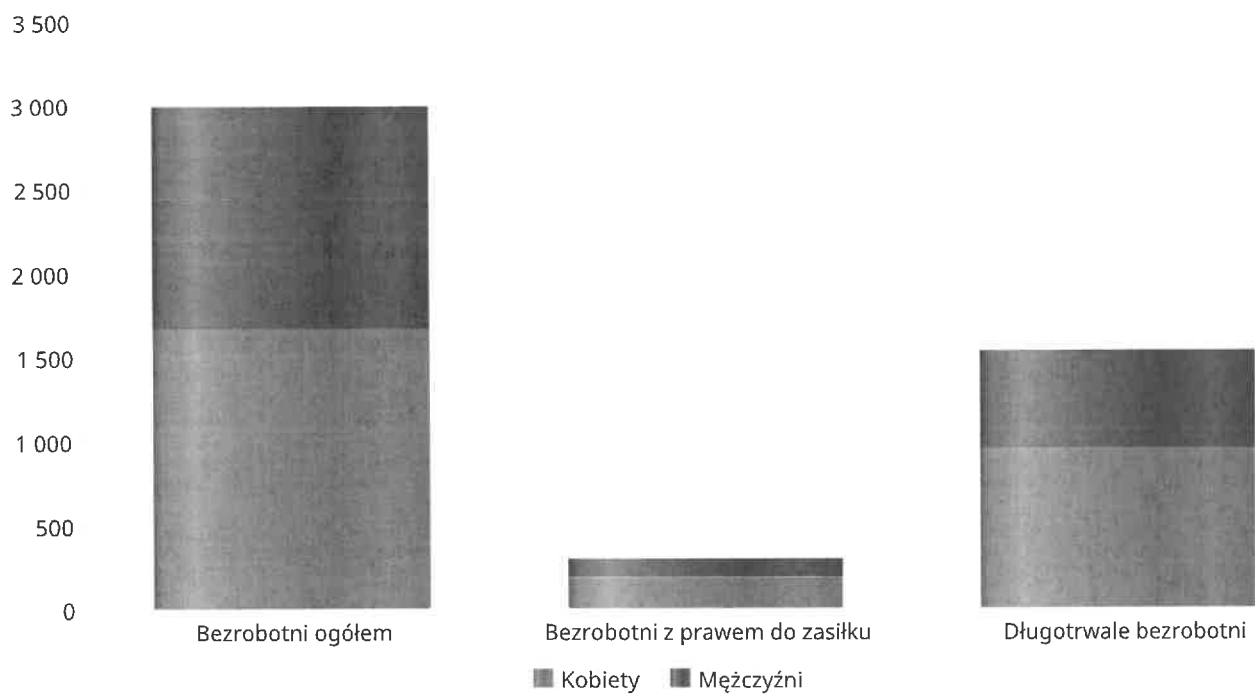 3 500
3 000
2 500
2 000
1 500
1 000
500
0
Bezrobotni ogółem
Bezrobotni z prawem do zasiłku
Długotrwale bezrobotni
Kobiety
Mężczyźni